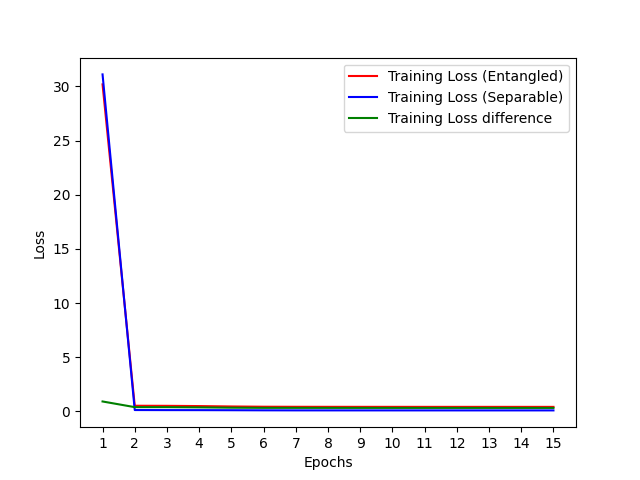 Training Loss (Entangled)
Training Loss (Separable)
Training Loss difference
Loss
30
25
20
15
10
5
0
1 2 3 4 5 6 7 8 9 10 11 12 13 14 15
Epochs